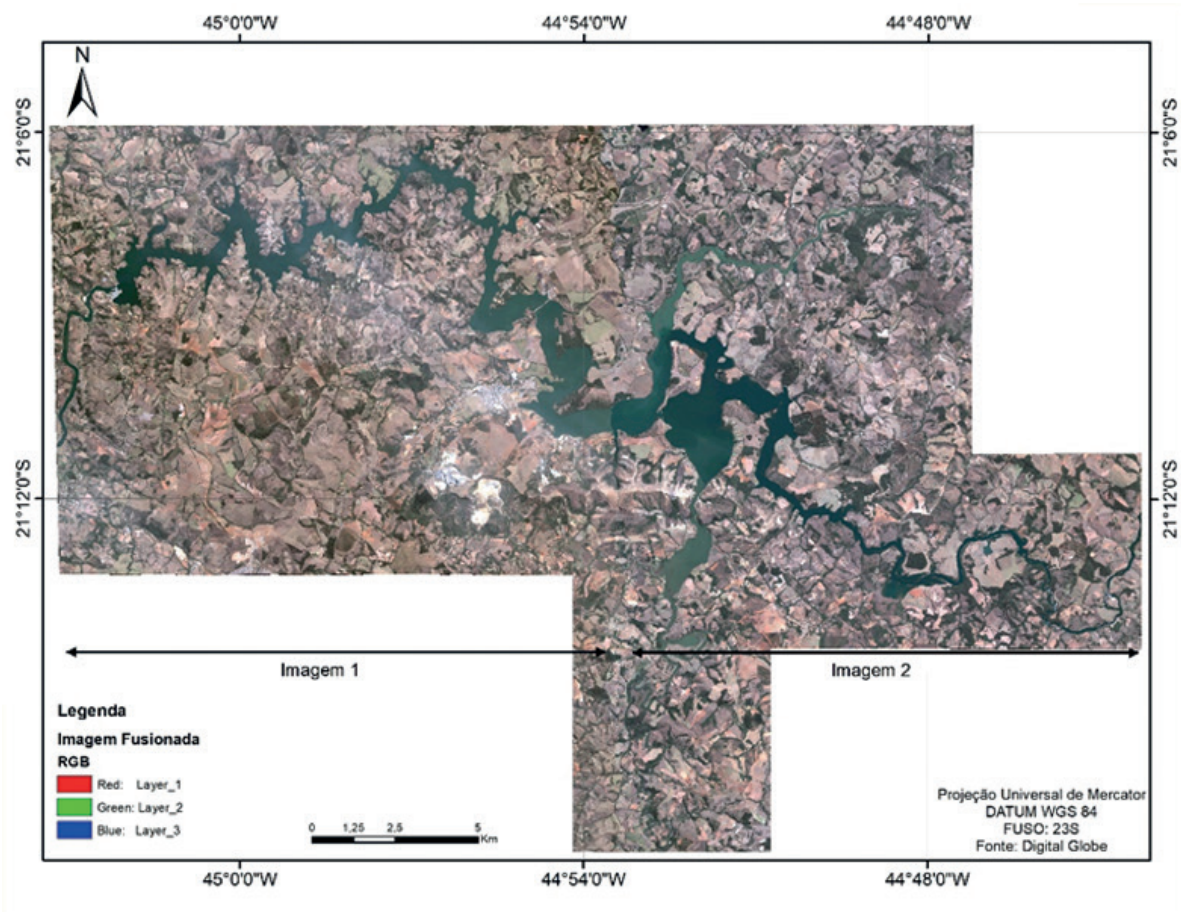 45°0'0"W 44°54'0"W 44°48'0"W
N
21°6'0"S 21°6'0"S
21°12'0"S 21°12'0"S
Imagem 1 Imagem 2
Legenda
Imagem Fusionada
RGB
Red: Layer_1
Green: Layer_2
Blue: Layer_3
0 1,25 2,5 5
Km
Projeção Universal de Mercator
DATUM WGS 84
FUSO: 23S
Fonte: Digital Globe
45°0'0"W 44°54'0"W 44°48'0"W